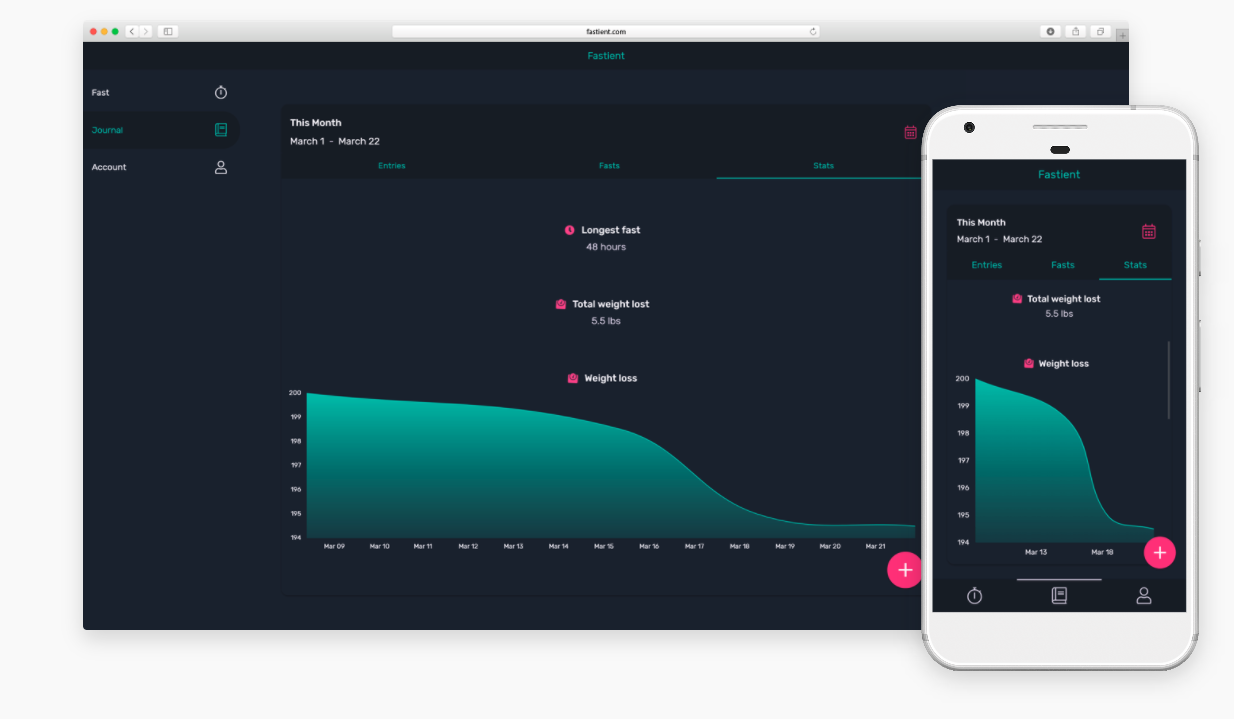 fastient.com
Fastient
Fast
Journal
Account
This Month
March 1 - March 22
Entries Fasts Stats
Longest fast
48 hours
Total weight lost
5.5 lbs
Weight loss
200
199
198
197
196
195
194
Mar 09 Mar 10 Mar 11 Mar 12 Mar 13 Mar 14 Mar 15 Mar 16 Mar 17 Mar 18 Mar 19 Mar 20 Mar 21
+
Fastient
This Month
March 1 - March 22
Entries Fasts Stats
Total weight lost
5.5 lbs
Weight loss
200
199
198
197
196
195
194
Mar 13 Mar 18
+